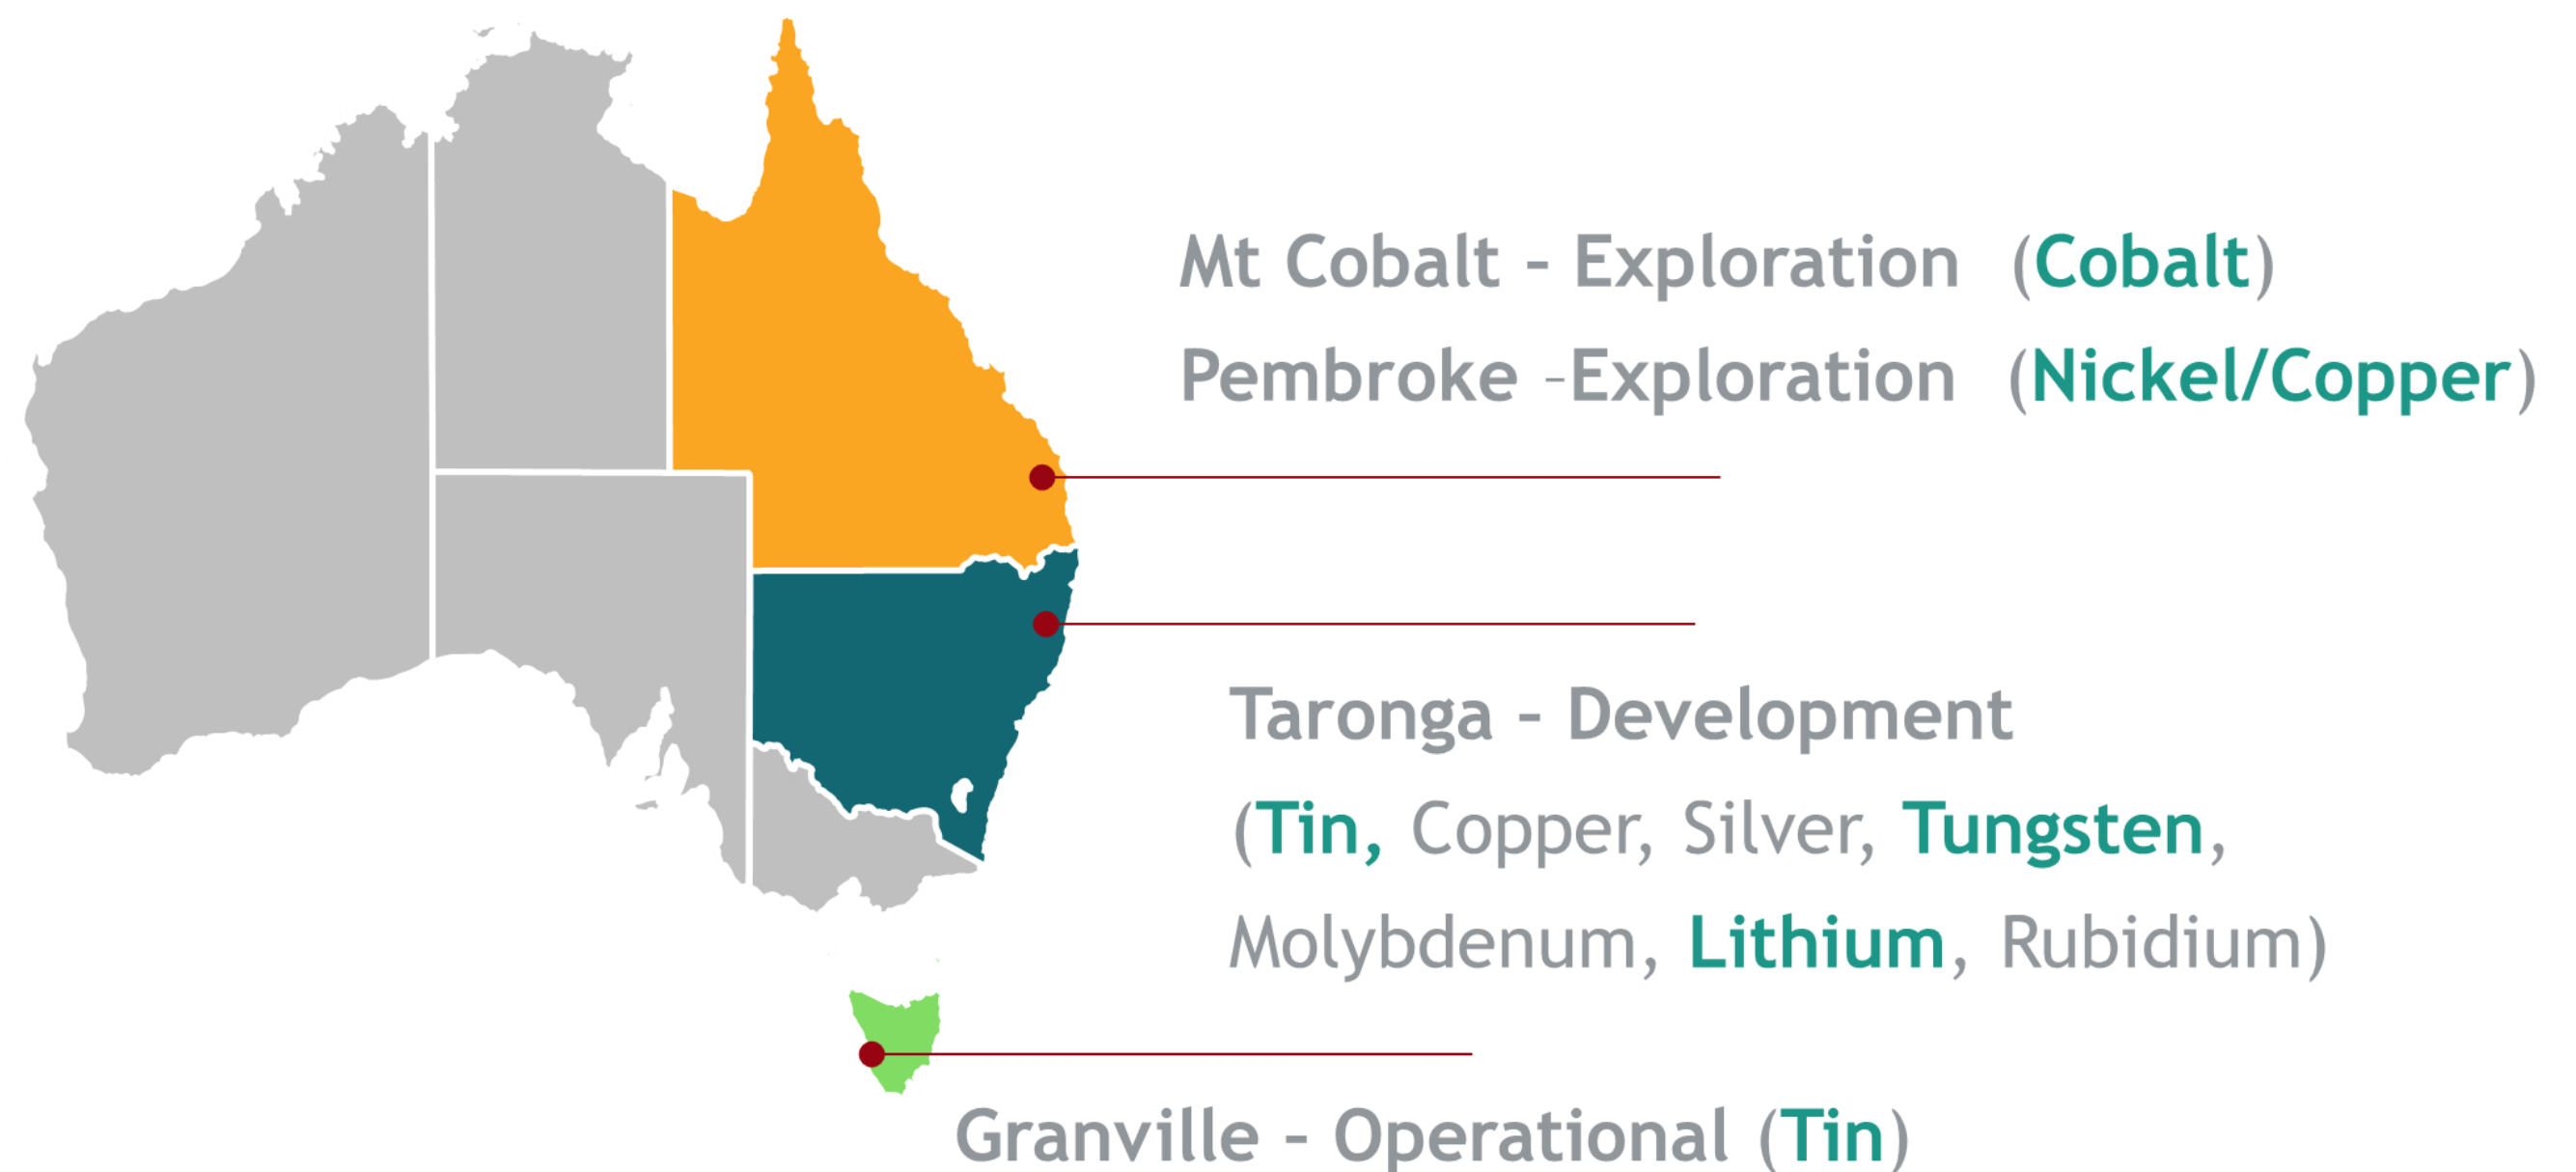 Mt Cobalt - Exploration (Cobalt)
Pembroke -Exploration (Nickel/Copper)
Taronga - Development
(Tin, Copper, Silver, Tungsten,
Molybdenum, Lithium, Rubidium)
Granville - Operational (Tin)